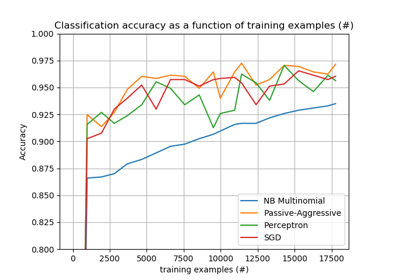 Classification accuracy as a function of training examples (#)
1.000
0.975
0.950
0.925
0.900
0.875
0.850
0.825
0.800
Accuracy
NB Multinomial
Passive-Aggressive
Perceptron
SGD
0 2500 5000 7500 10000 12500 15000 17500
training examples (#)